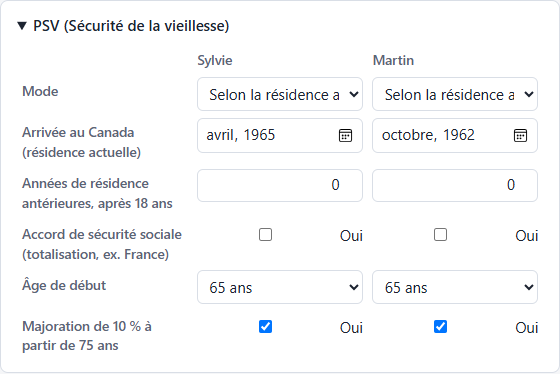 ▼ PSV (Sécurité de la vieillesse)
Sylvie Martin
Mode Selon la résidence a Selon la résidence a
Arrivée au Canada
(résidence actuelle) avril, 1965 octobre, 1962
Années de résidence
antérieures, après 18 ans 0 0
Accord de sécurité sociale
(totalisation, ex. France) Oui Oui
Âge de début 65 ans 65 ans
Majoration de 10 % à
partir de 75 ans Oui Oui